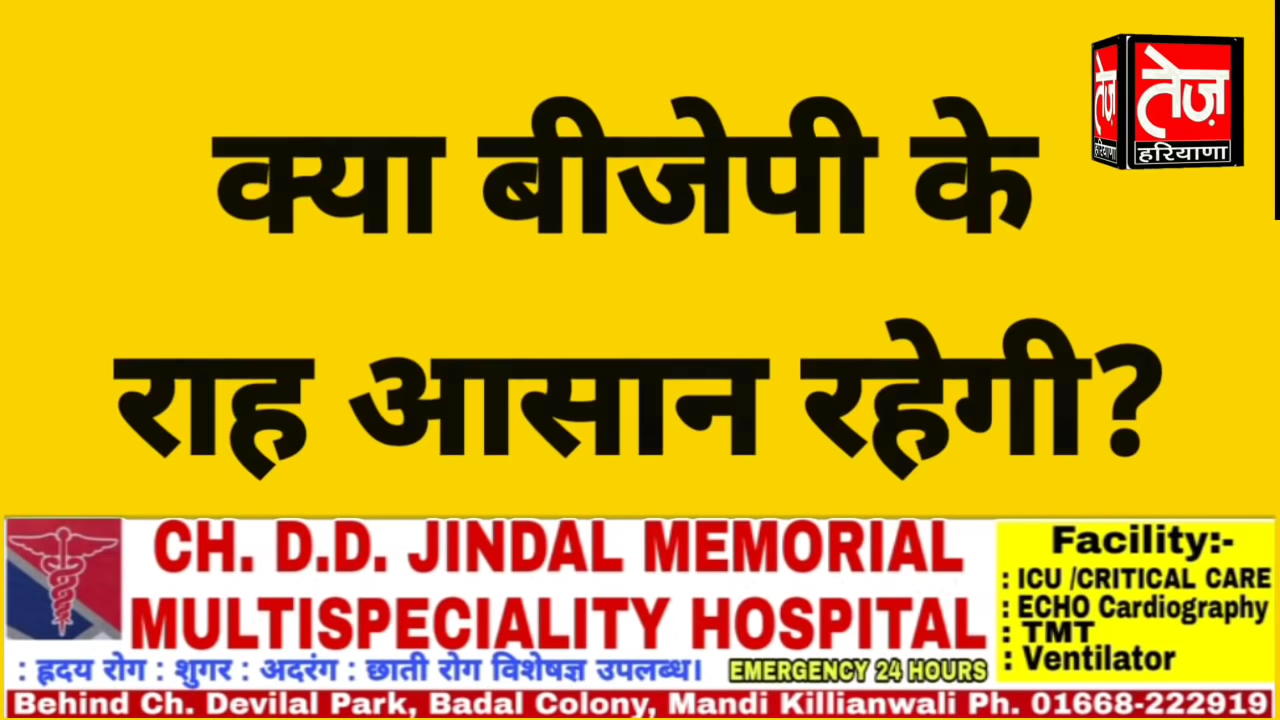 तेज़
तेज़
हरियाणा
हरियाणा
क्या बीजेपी के
राह आसान रहेगी?
CH. D.D. JINDAL MEMORIAL
MULTISPECIALITY HOSPITAL
: ह्रदय रोग : शुगर : अदरंग : छाती रोग विशेषज्ञ उपलब्ध।
EMERGENCY 24 HOURS
Facility:-
: ICU /CRITICAL CARE
: ECHO Cardiography
: TMT
: Ventilator
Behind Ch. Devilal Park, Badal Colony, Mandi Killianwali Ph. 01668-222919